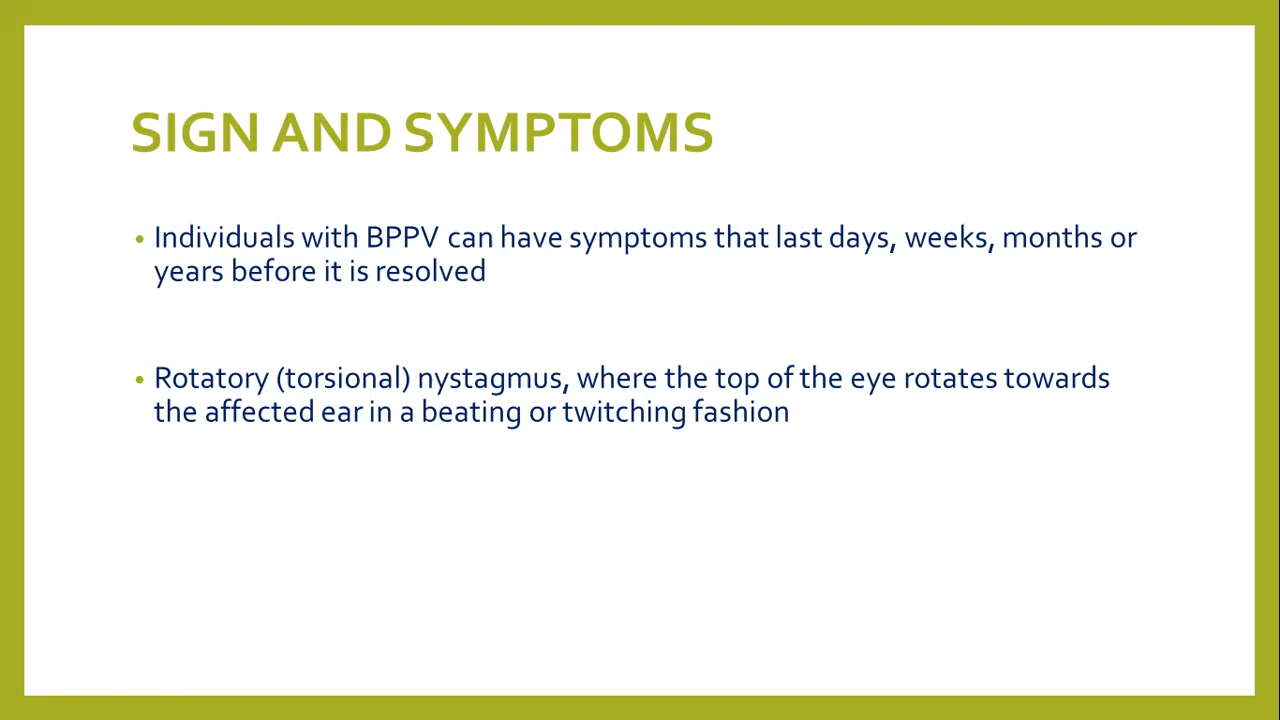 SIGN AND SYMPTOMS
• Individuals with BPPV can have symptoms that last days, weeks, months or
years before it is resolved
• Rotatory (torsional) nystagmus, where the top of the eye rotates towards
the affected ear in a beating or twitching fashion